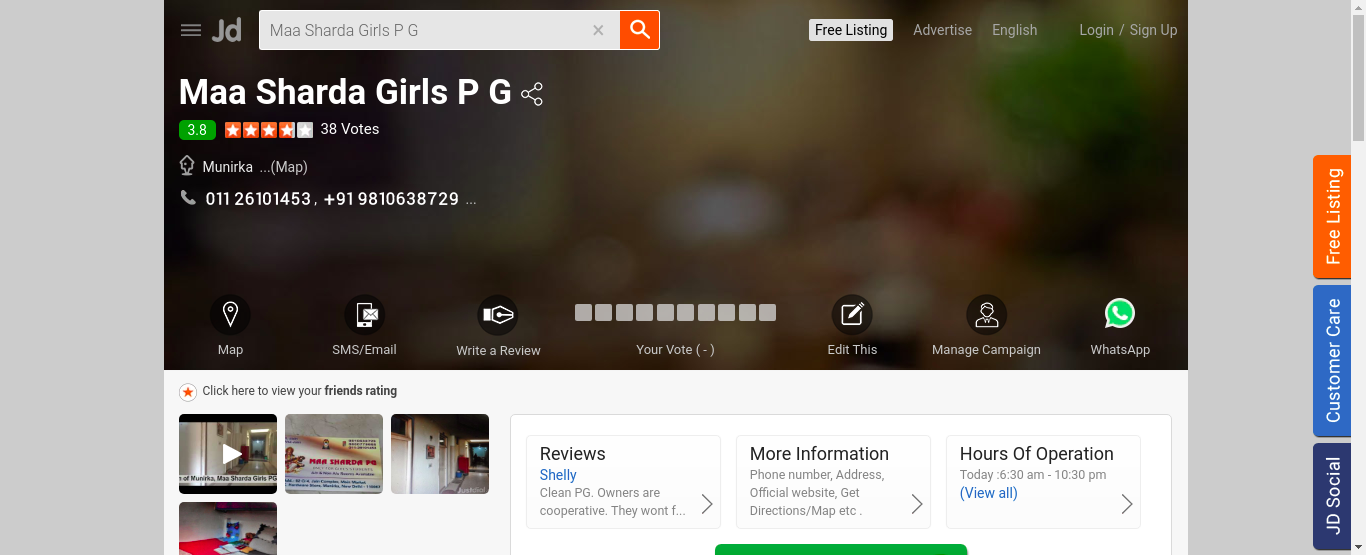 Jd
Maa Sharda Girls P G
Free Listing
Advertise
English
Login / Sign Up
Maa Sharda Girls P G
3.8
38 Votes
Munirka ...(Map)
011 26101453 , +91 9810638729 ...
Map
SMS/Email
Write a Review
Your Vote ( - )
Edit This
Manage Campaign
WhatsApp
Free Listing
Customer Care
JD Social
Click here to view your friends rating
of Munirka, Maa Sharda Girls PG
MAA SHARDA PG
Reviews
Shelly
Clean PG. Owners are
cooperative. They wont f...
More Information
Phone number, Address,
Official website, Get
Directions/Map etc .
Hours Of Operation
Today :6:30 am - 10:30 pm
(View all)